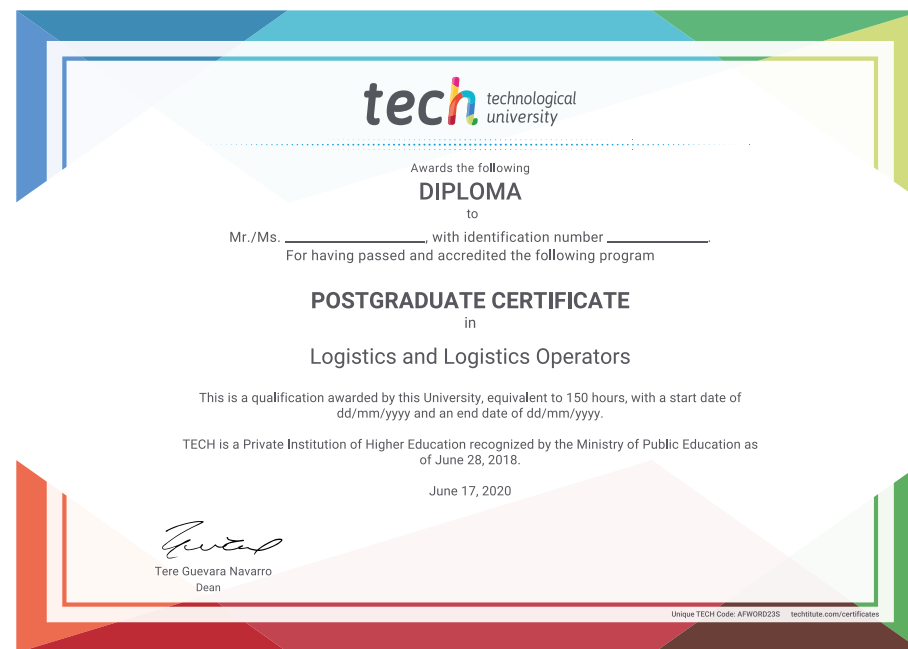 tech technological
university
Awards the following
DIPLOMA
to
Mr./Ms. ____________________, with identification number ______________.
For having passed and accredited the following program
POSTGRADUATE CERTIFICATE
in
Logistics and Logistics Operators
This is a qualification awarded by this University, equivalent to 150 hours, with a start date of
dd/mm/yyyy and an end date of dd/mm/yyyy.
TECH is a Private Institution of Higher Education recognized by the Ministry of Public Education as
of June 28, 2018.
June 17, 2020
Tere Guevara Navarro
Dean
Unique TECH Code: AFWORD23S techtitute.com/certificates